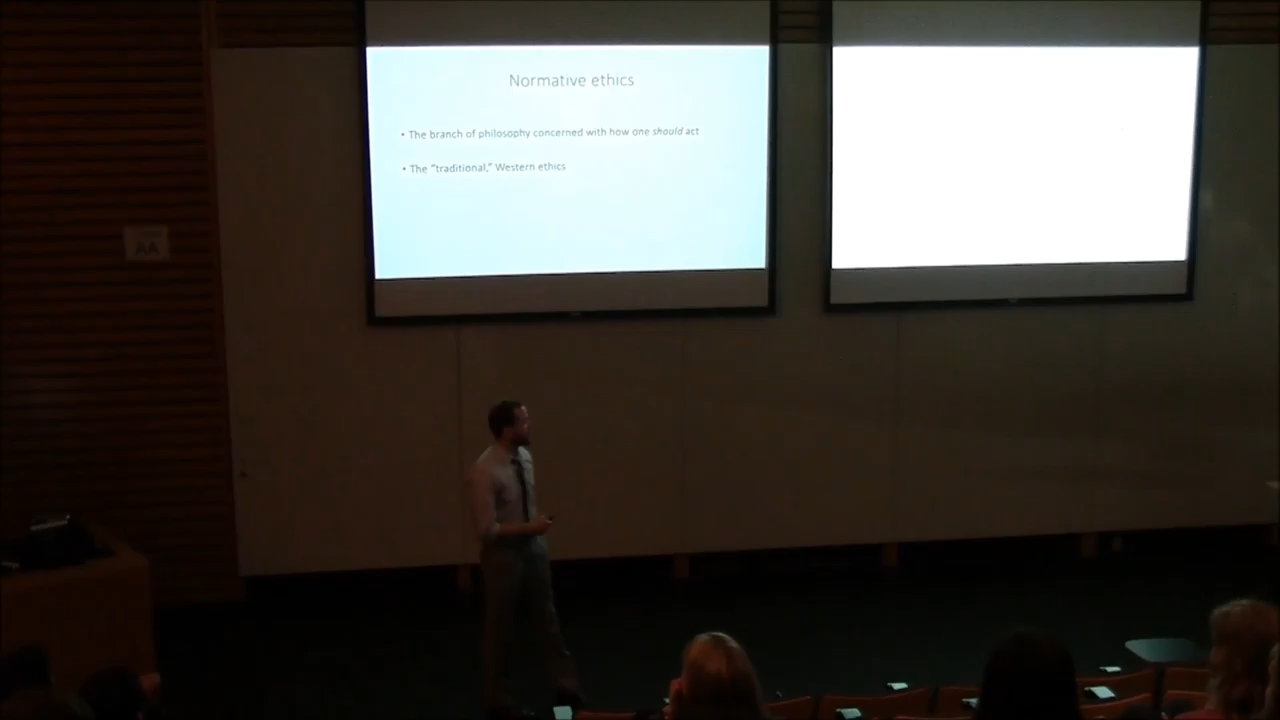 Normative ethics
• The branch of philosophy concerned with how one should act
• The "traditional," Western ethics
AA